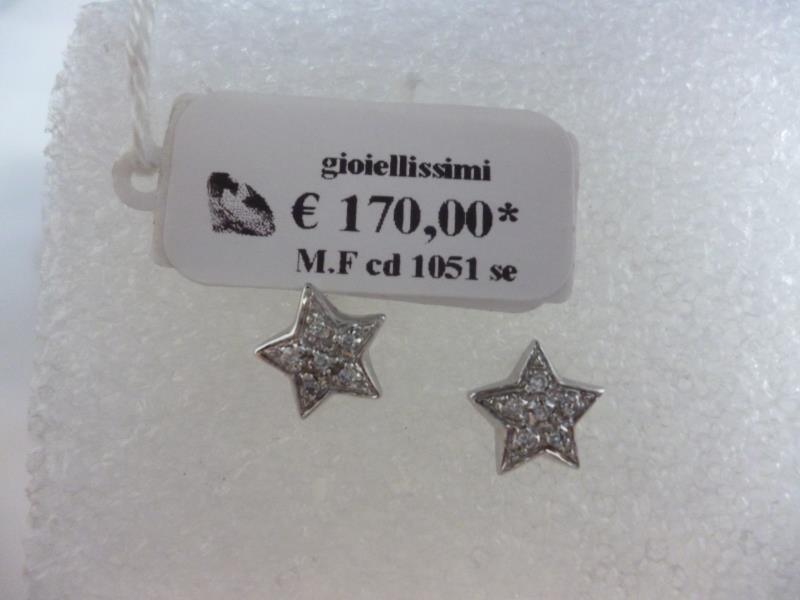 gioiellissimi
€ 170,00*
M.F cd 1051 se